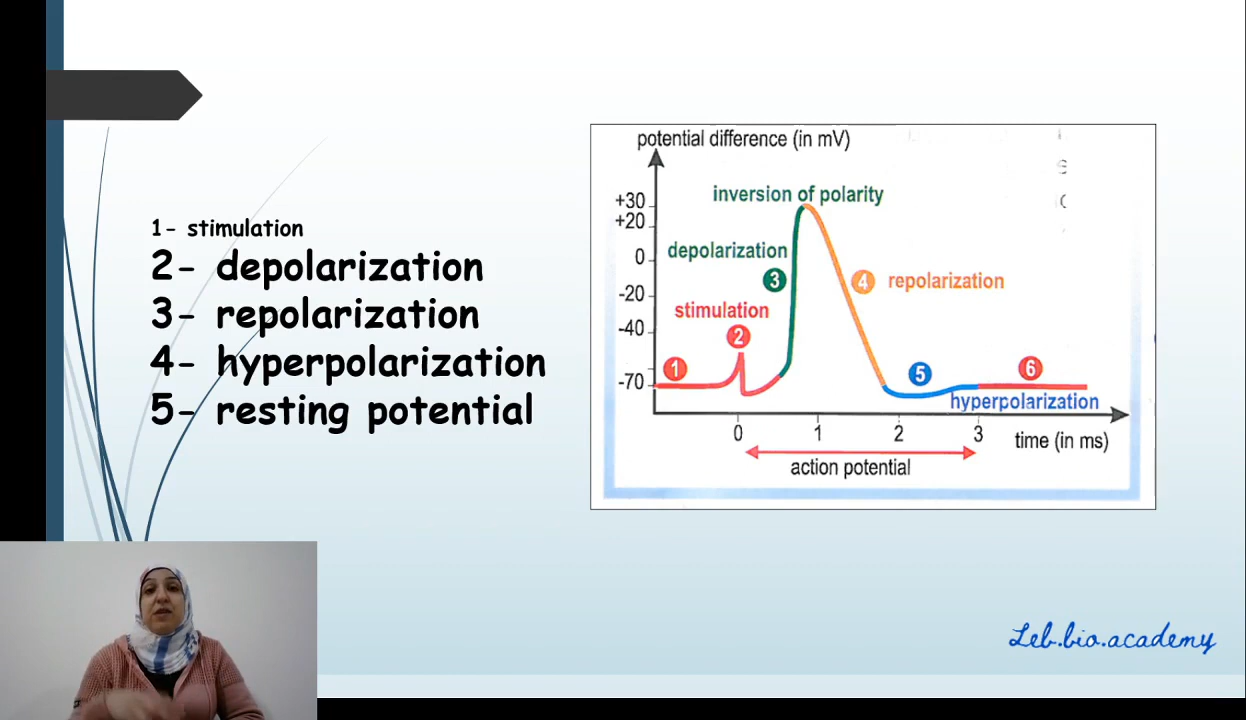 1- stimulation
2- depolarization
3- repolarization
4- hyperpolarization
5- resting potential
potential difference (in mV)
+30
+20
0
-20
-40
-70
inversion of polarity
depolarization
3
4 repolarization
stimulation
2
1
5
6
hyperpolarization
0 1 2 3 time (in ms)
action potential
Leb.bio.academy